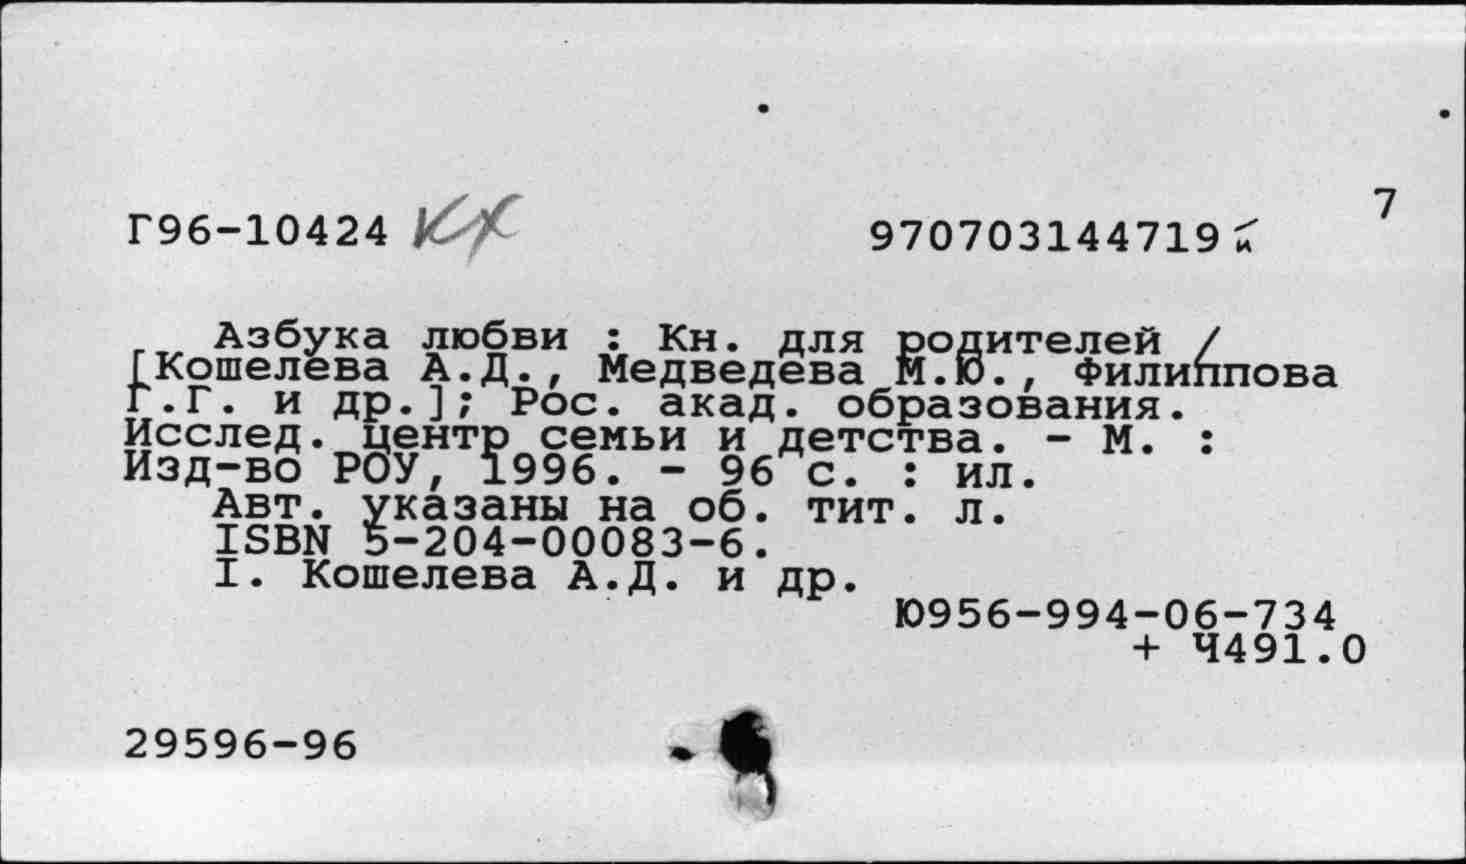 7
Г96-10424 КХ 970703144719
Азбука любви : Кн. для родителей /
[Кошелева А.Д., Медведева М.Ю., Филиппова
Г.Г. и др.]; Рос. акад. образования.
Исслед. центр семьи и детства. - М. :
Изд-во РОУ, 1996. - 96 с. : ил.
Авт. указаны на об. тит. л.
ISBN 5-204-00083-6.
I. Кошелева А.Д. и др.
Ю956-994-06-734
+ Ч491.0
29596-96